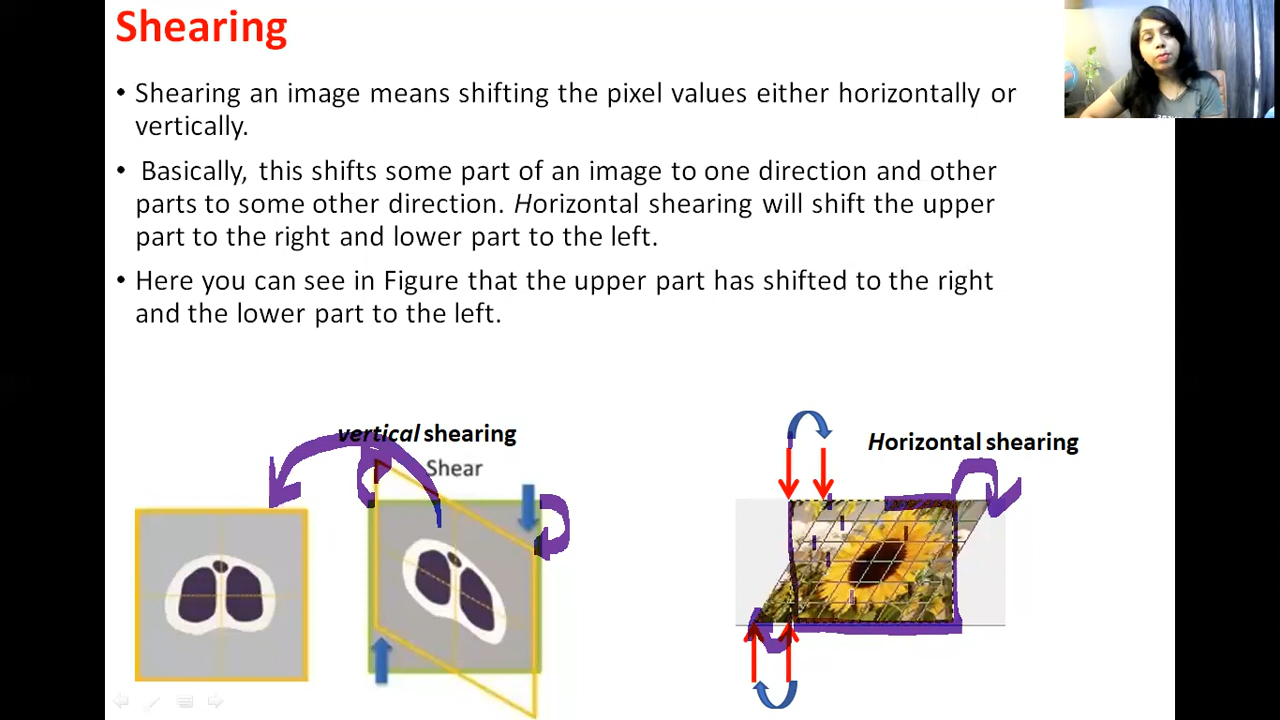 Shearing
• Shearing an image means shifting the pixel values either horizontally or
vertically.
• Basically, this shifts some part of an image to one direction and other
parts to some other direction. Horizontal shearing will shift the upper
part to the right and lower part to the left.
• Here you can see in Figure that the upper part has shifted to the right
and the lower part to the left.
vertical shearing
Shear
Horizontal shearing